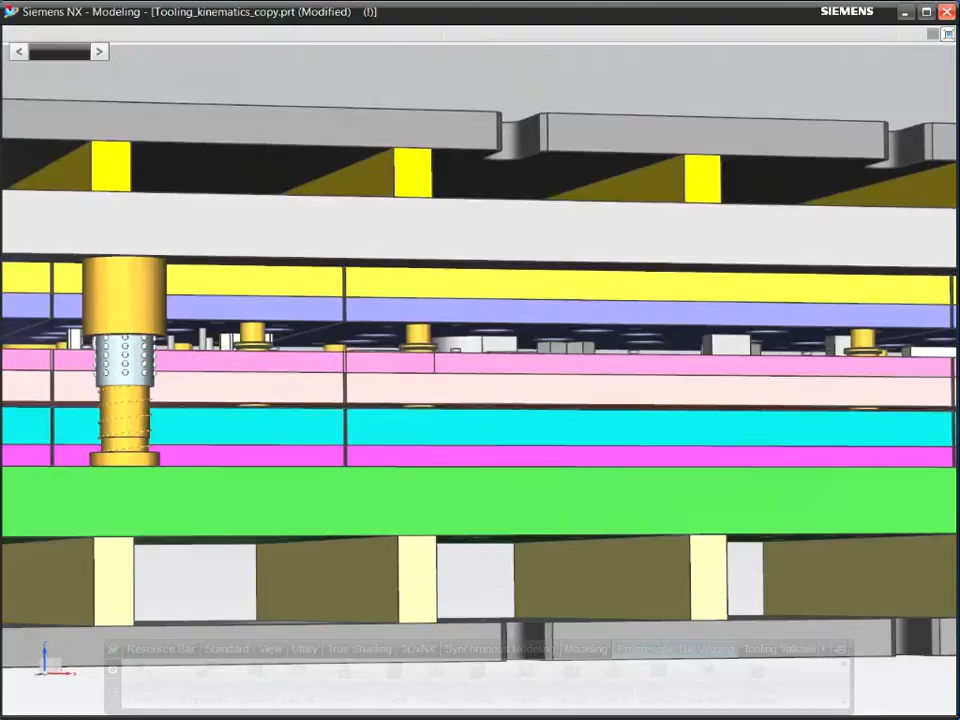 Siemens NX - Modeling - [Tooling_kinematics_copy.prt (Modified) (!)]
SIEMENS
Resource Bar Standard View Utility True Shading 3DxNX Synchronous Modeling Modeling Progressive Die Wizard Tooling Validation